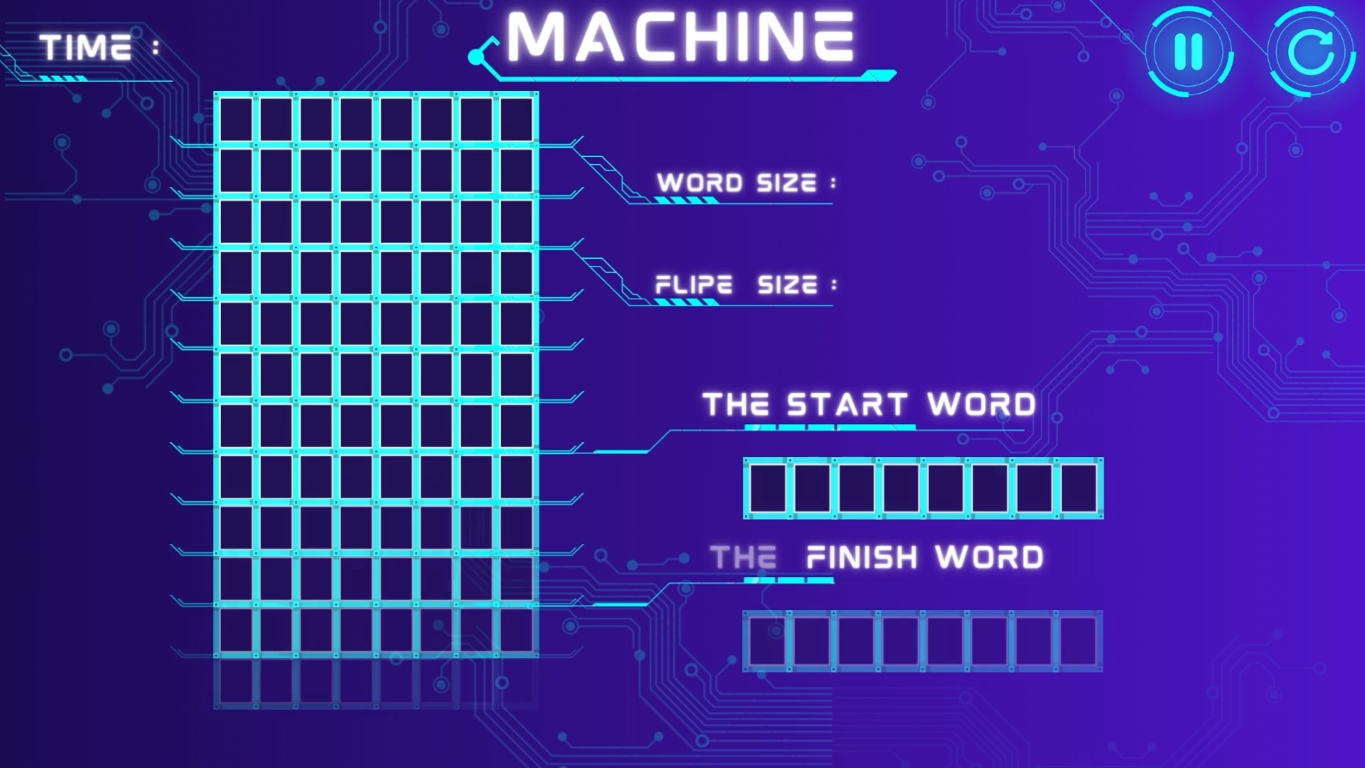 MACHINE
TIME :
WORD SIZE :
FLIPE SIZE :
THE START WORD
THE FINISH WORD